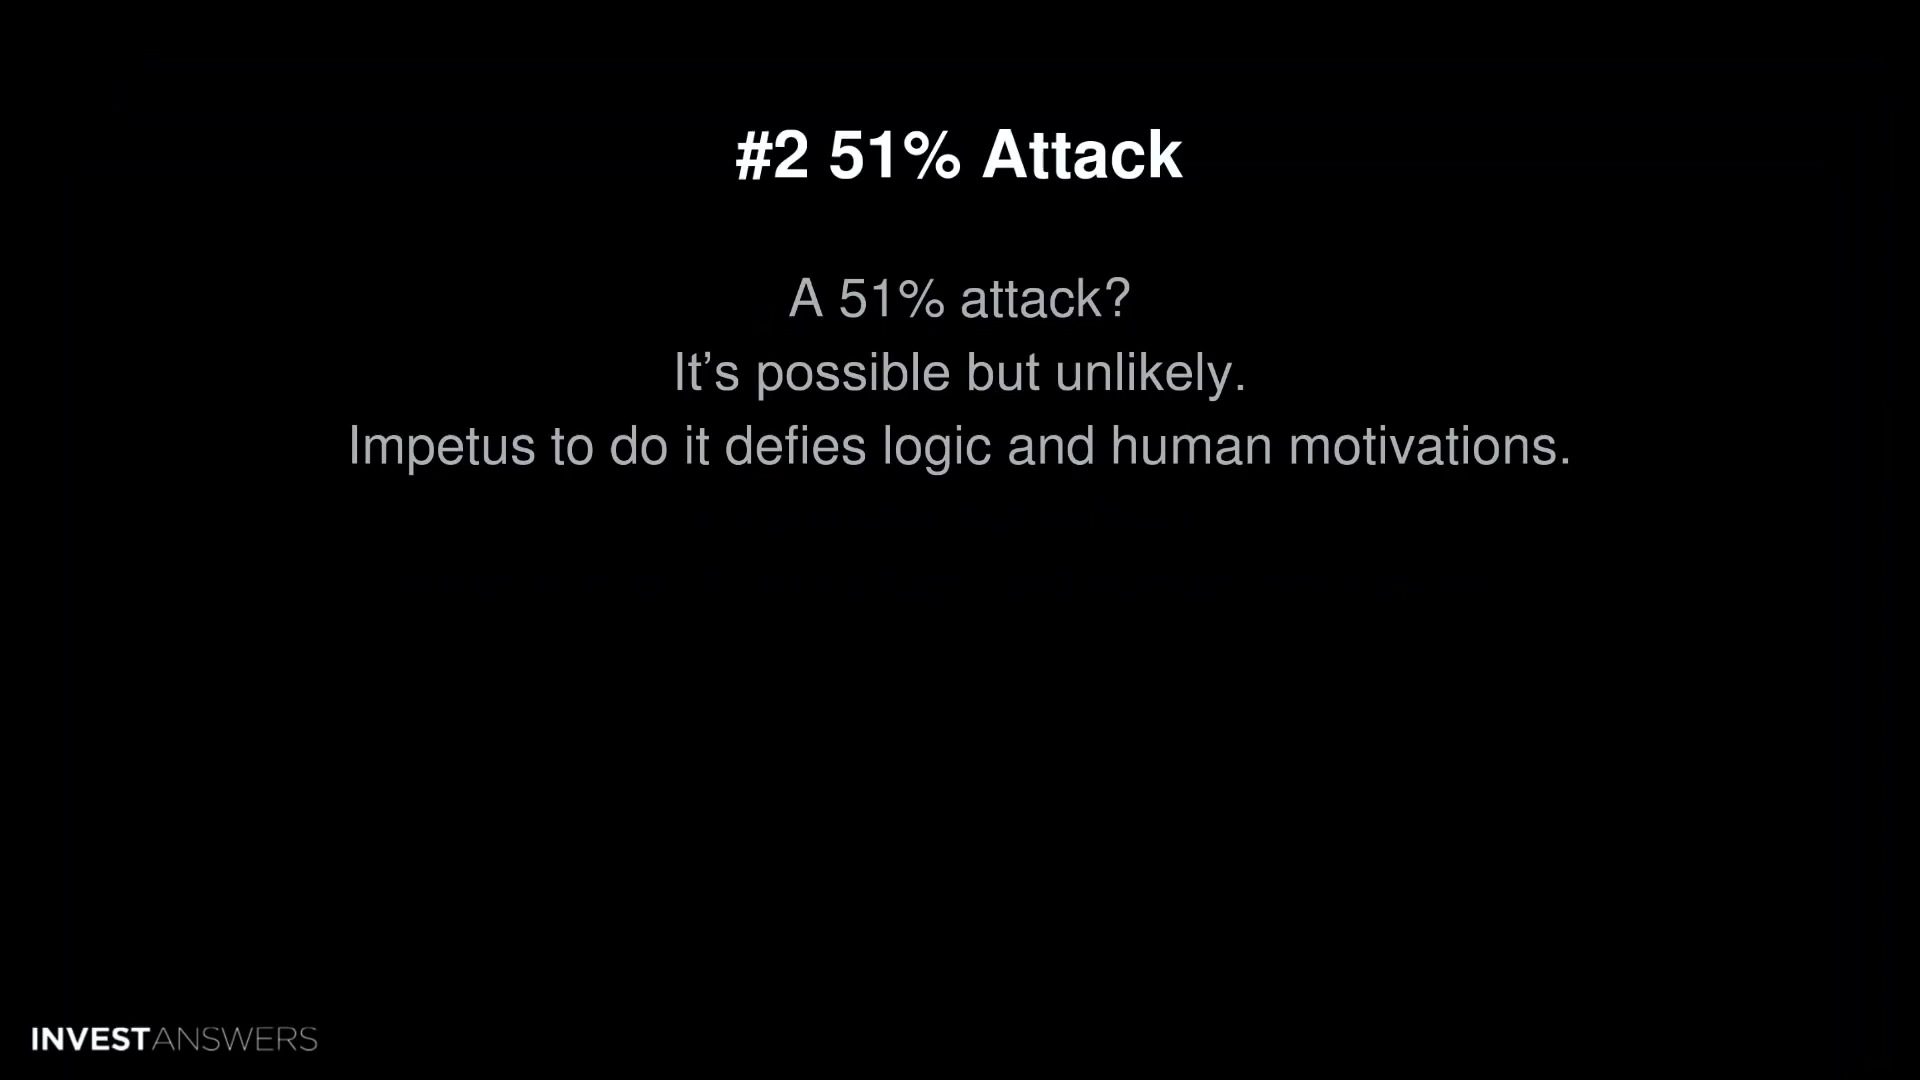 #2 51% Attack
A 51% attack?
It’s possible but unlikely.
Impetus to do it defies logic and human motivations.
INVESTANSWERS